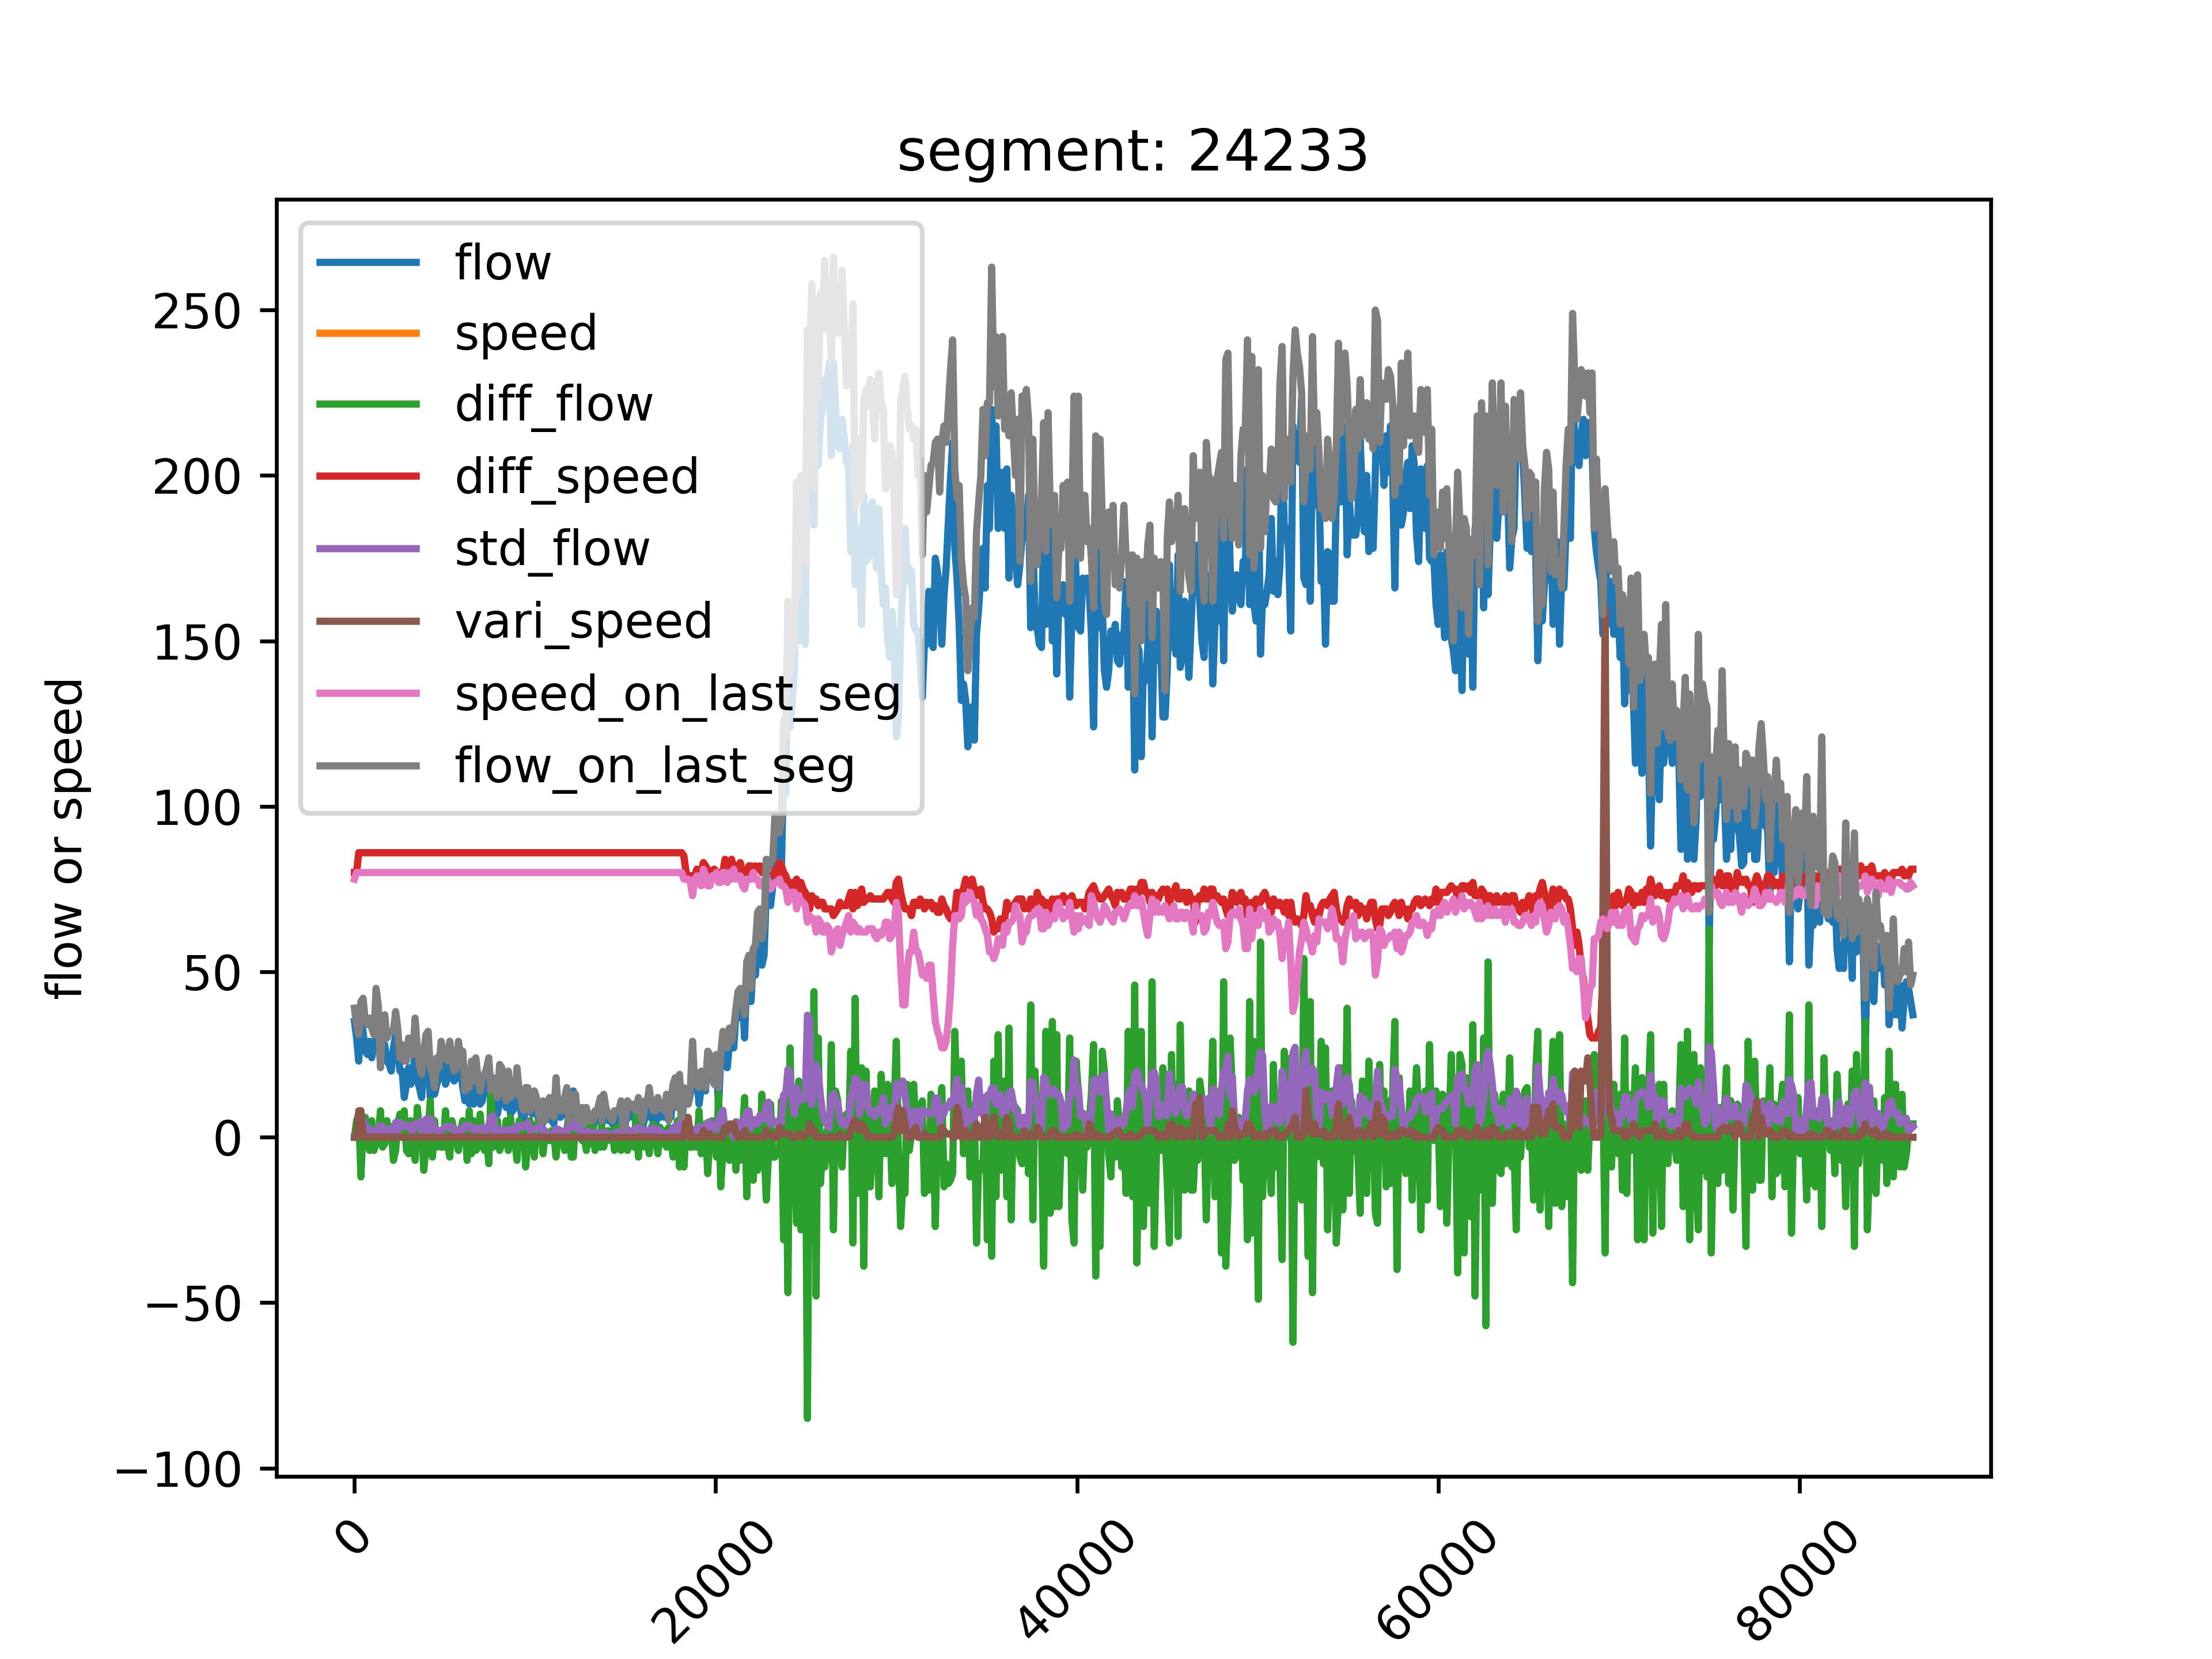 segment: 24233
flow or speed
250
200
150
100
50
0
−50
−100
flow
speed
diff_flow
diff_speed
std_flow
vari_speed
speed_on_last_seg
flow_on_last_seg
0
20000
40000
60000
80000